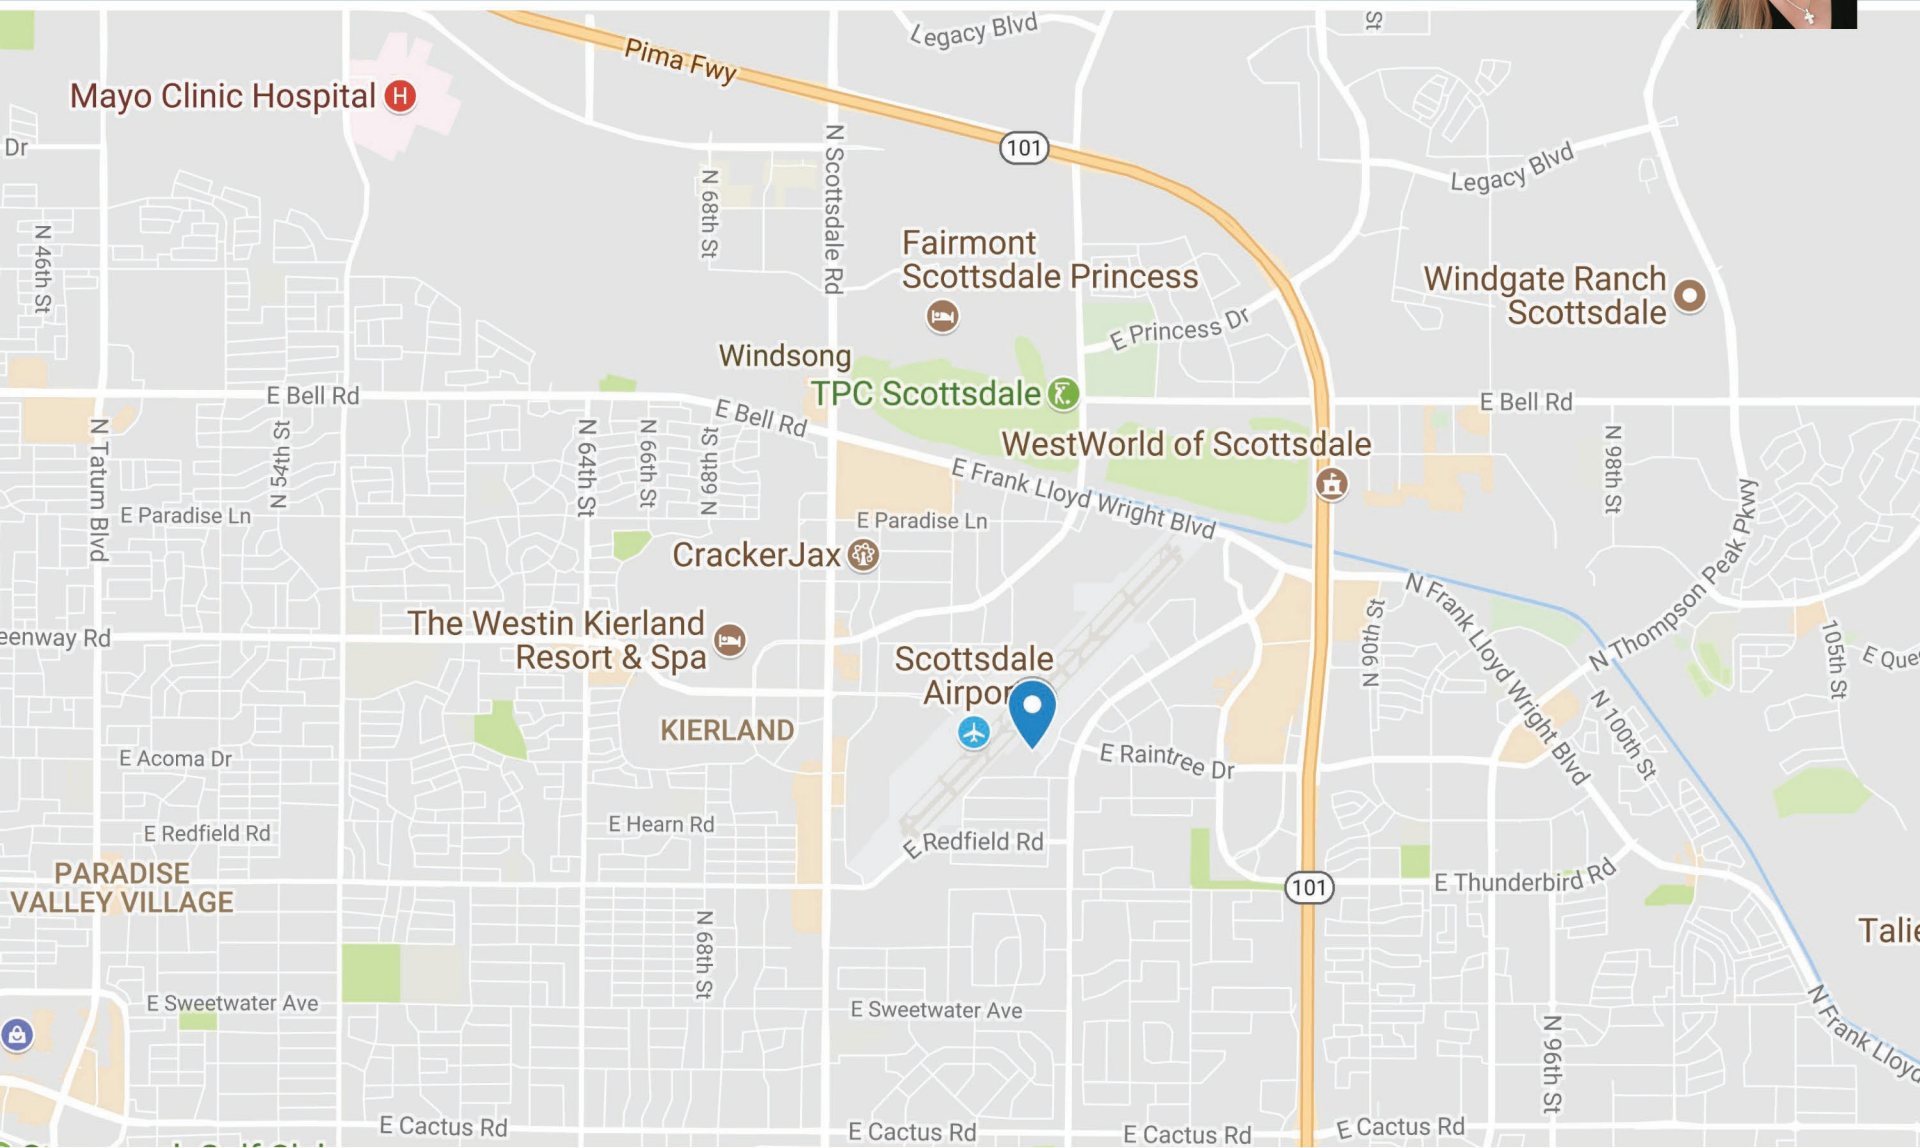 Legacy Blvd
St
Pima Fwy
Mayo Clinic Hospital H
Dr
101
N Scottsdale Rd
N 68th St
Legacy Blvd
N 46th St
Fairmont
Scottsdale Princess
Windgate Ranch
Scottsdale
E Princess Dr
Windsong
TPC Scottsdale
E Bell Rd
E Bell Rd
E Bell Rd
N Tatum Blvd
N 54th St
N 64th St
N 66th St
N 68th St
WestWorld of Scottsdale
N 98th St
E Frank Lloyd Wright Blvd
E Paradise Ln
E Paradise Ln
CrackerJax
N Thompson Peak Pkwy
N Frank Lloyd Wright Blvd
N 90th St
The Westin Kierland
Resort & Spa
eenway Rd
Scottsdale
Airpor
105th St
E Que
N 100th St
KIERLAND
E Acoma Dr
E Raintree Dr
E Hearn Rd
E Redfield Rd
E Redfield Rd
PARADISE
VALLEY VILLAGE
101
E Thunderbird Rd
N 68th St
Talie
E Sweetwater Ave
E Sweetwater Ave
N 96th St
N Frank Lloyd
E Cactus Rd
E Cactus Rd
E Cactus Rd
E Cactus Rd